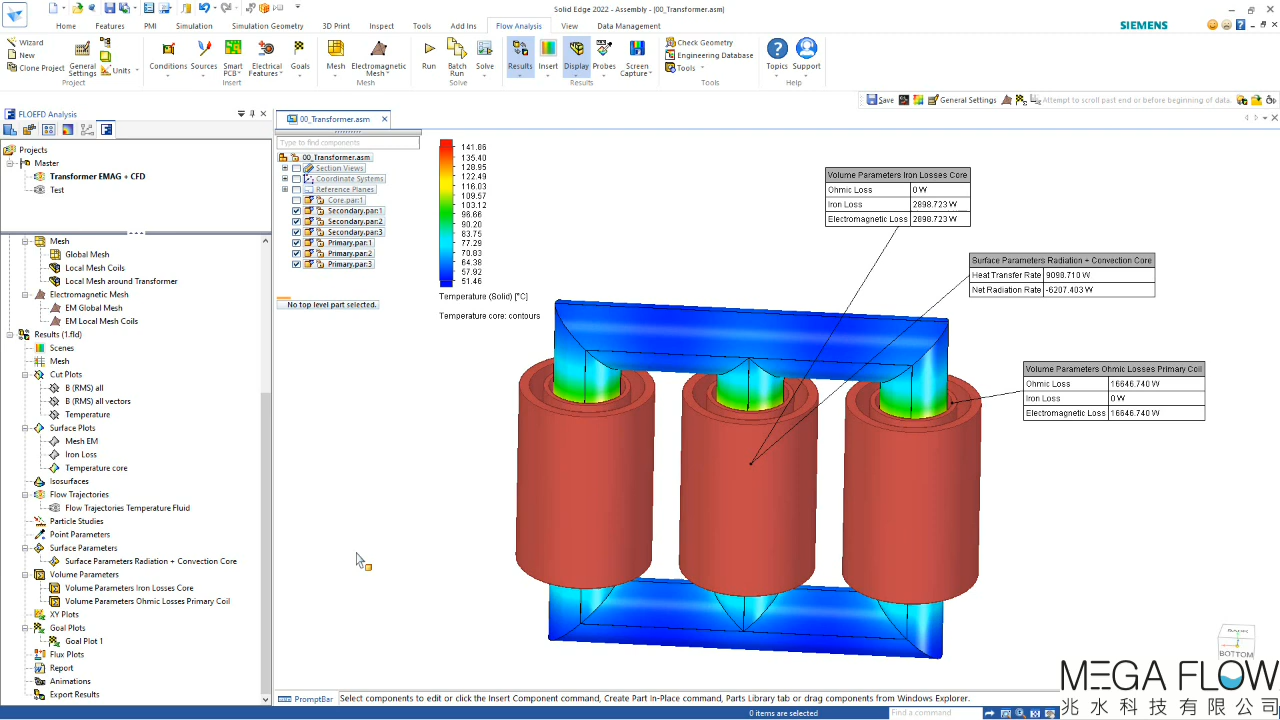 Solid Edge 2022 - Assembly - [00_Transformer.asm]
Home
Features
PMI
Simulation
Simulation Geometry
3D Print
Inspect
Tools
Add Ins
Flow Analysis
View
Data Management
SIEMENS
Wizard
New
Clone Project
General Settings
Units
Project
Conditions
Sources
Smart PCB
Electrical Features
Goals
Insert
Mesh
Electromagnetic Mesh
Mesh
Run
Batch Run
Solve
Solve
Results
Insert
Display
Probes
Screen Capture
Results
Check Geometry
Engineering Database
Tools
Tools
Topics
Support
Help
Save
General Settings
Attempt to scroll past end or before beginning of data.
FLOEFD Analysis
Projects
Master
Transformer EMAG + CFD
Test
Mesh
Global Mesh
Local Mesh Coils
Local Mesh around Transformer
Electromagnetic Mesh
EM Global Mesh
EM Local Mesh Coils
Results (1.fld)
Scenes
Mesh
Cut Plots
B (RMS) all
B (RMS) all vectors
Temperature
Surface Plots
Mesh EM
Iron Loss
Temperature core
Isosurfaces
Flow Trajectories
Flow Trajectories Temperature Fluid
Particle Studies
Point Parameters
Surface Parameters
Surface Parameters Radiation + Convection Core
Volume Parameters
Volume Parameters Iron Losses Core
Volume Parameters Ohmic Losses Primary Coil
XY Plots
Goal Plots
Goal Plot 1
Flux Plots
Report
Animations
Export Results
00_Transformer.asm
Type to find components
00_Transformer.asm
Section Views
Coordinate Systems
Reference Planes
Core.par:1
Secondary.par:1
Secondary.par:2
Secondary.par:3
Primary.par:1
Primary.par:2
Primary.par:3
No top level part selected.
141.86
135.40
128.95
122.49
116.03
109.57
103.12
96.66
90.20
83.75
77.29
70.83
64.38
57.92
51.46
Temperature (Solid) [°C]
Temperature core: contours
Volume Parameters Iron Losses Core
Ohmic Loss 0 W
Iron Loss 2898.723 W
Electromagnetic Loss 2898.723 W
Surface Parameters Radiation + Convection Core
Heat Transfer Rate 9098.710 W
Net Radiation Rate -6207.403 W
Volume Parameters Ohmic Losses Primary Coil
Ohmic Loss 16646.740 W
Iron Loss 0 W
Electromagnetic Loss 16646.740 W
BOTTOM
MEGA FLOW
兆水科技有限公司
PromptBar
Select components to edit or click the Insert Component command, Create Part In-Place command, Parts Library tab or drag components from Windows Explorer.
0 items are selected
Find a command